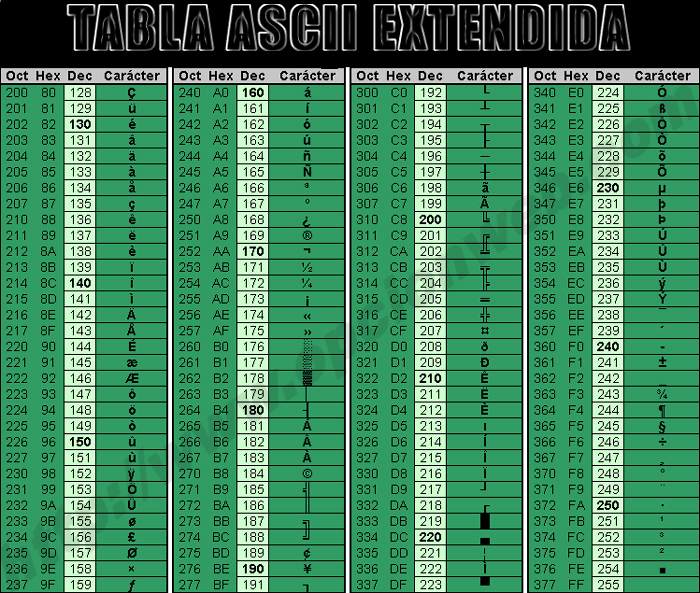 TABLA ASCII EXTENDIDA
Oct Hex Dec Carácter Oct Hex Dec Carácter Oct Hex Dec Carácter Oct Hex Dec Carácter
200 80 128 Ç 240 A0 160 á 300 C0 192 └ 340 E0 224 Ó
201 81 129 ü 241 A1 161 í 301 C1 193 ┴ 341 E1 225 ß
202 82 130 é 242 A2 162 ó 302 C2 194 ┬ 342 E2 226 Ô
203 83 131 â 243 A3 163 ú 303 C3 195 ├ 343 E3 227 Ò
204 84 132 ä 244 A4 164 ñ 304 C4 196 ─ 344 E4 228 õ
205 85 133 à 245 A5 165 Ñ 305 C5 197 ┼ 345 E5 229 Õ
206 86 134 å 246 A6 166 ª 306 C6 198 ã 346 E6 230 µ
207 87 135 ç 247 A7 167 º 307 C7 199 Ã 347 E7 231 þ
210 88 136 ê 250 A8 168 ¿ 310 C8 200 ╚ 350 E8 232 Þ
211 89 137 ë 251 A9 169 ® 311 C9 201 ╔ 351 E9 233 Ú
212 8A 138 è 252 AA 170 ¬ 312 CA 202 ╩ 352 EA 234 Û
213 8B 139 ï 253 AB 171 ½ 313 CB 203 ╦ 353 EB 235 Ù
214 8C 140 î 254 AC 172 ¼ 314 CC 204 ╠ 354 EC 236 ý
215 8D 141 ì 255 AD 173 ¡ 315 CD 205 ═ 355 ED 237 Ý
216 8E 142 Ä 256 AE 174 « 316 CE 206 ╬ 356 EE 238 ¯
217 8F 143 Å 257 AF 175 » 317 CF 207 ¤ 357 EF 239 ´
220 90 144 É 260 B0 176 ░ 320 D0 208 ð 360 F0 240 -
221 91 145 æ 261 B1 177 ▒ 321 D1 209 Ð 361 F1 241 ±
222 92 146 Æ 262 B2 178 ▓ 322 D2 210 Ê 362 F2 242 _
223 93 147 ô 263 B3 179 │ 323 D3 211 Ë 363 F3 243 ¾
224 94 148 ö 264 B4 180 ┤ 324 D4 212 È 364 F4 244 ¶
225 95 149 ò 265 B5 181 Á 325 D5 213 ı 365 F5 245 §
226 96 150 û 266 B6 182 Â 326 D6 214 Í 366 F6 246 ÷
227 97 151 ù 267 B7 183 À 327 D7 215 Î 367 F7 247 ¸
230 98 152 ÿ 270 B8 184 © 330 D8 216 Ï 370 F8 248 °
231 99 153 Ö 271 B9 185 ╣ 331 D9 217 ┘ 371 F9 249 ¨
232 9A 154 Ü 272 BA 186 ║ 332 DA 218 ┌ 372 FA 250 ·
233 9B 155 ø 273 BB 187 ╗ 333 DB 219 █ 373 FB 251 ¹
234 9C 156 £ 274 BC 188 ╝ 334 DC 220 ▄ 374 FC 252 ³
235 9D 157 Ø 275 BD 189 ¢ 335 DD 221 ¦ 375 FD 253 ²
236 9E 158 × 276 BE 190 ¥ 336 DE 222 Ì 376 FE 254 ■
237 9F 159 ƒ 277 BF 191 ┐ 337 DF 223 ▀ 377 FF 255